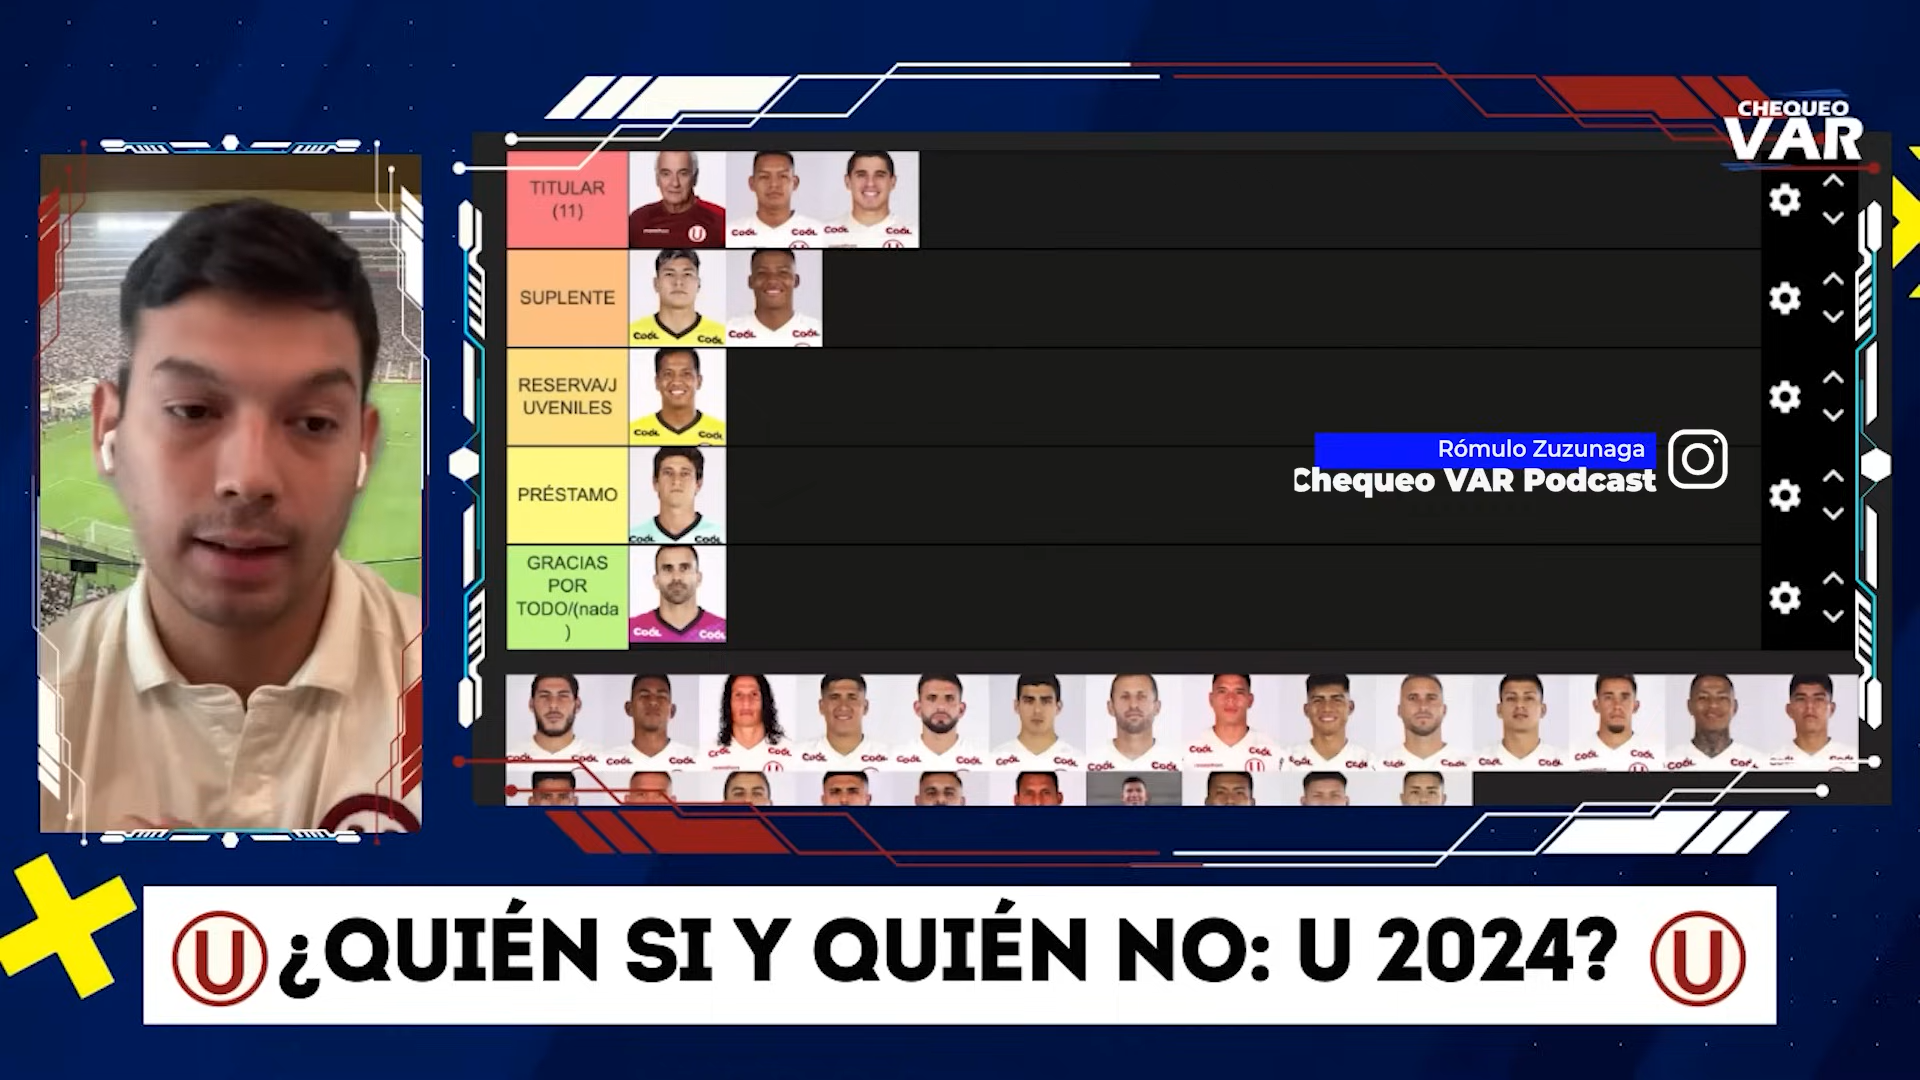 CHEQUEO
VAR
TITULAR
(11)
SUPLENTE
RESERVA/J
UVENILES
PRÉSTAMO
GRACIAS
POR
TODO/(nada
)
Rómulo Zuzunaga
Chequeo VAR Podcast
U ¿QUIÉN SI Y QUIÉN NO: U 2024? U